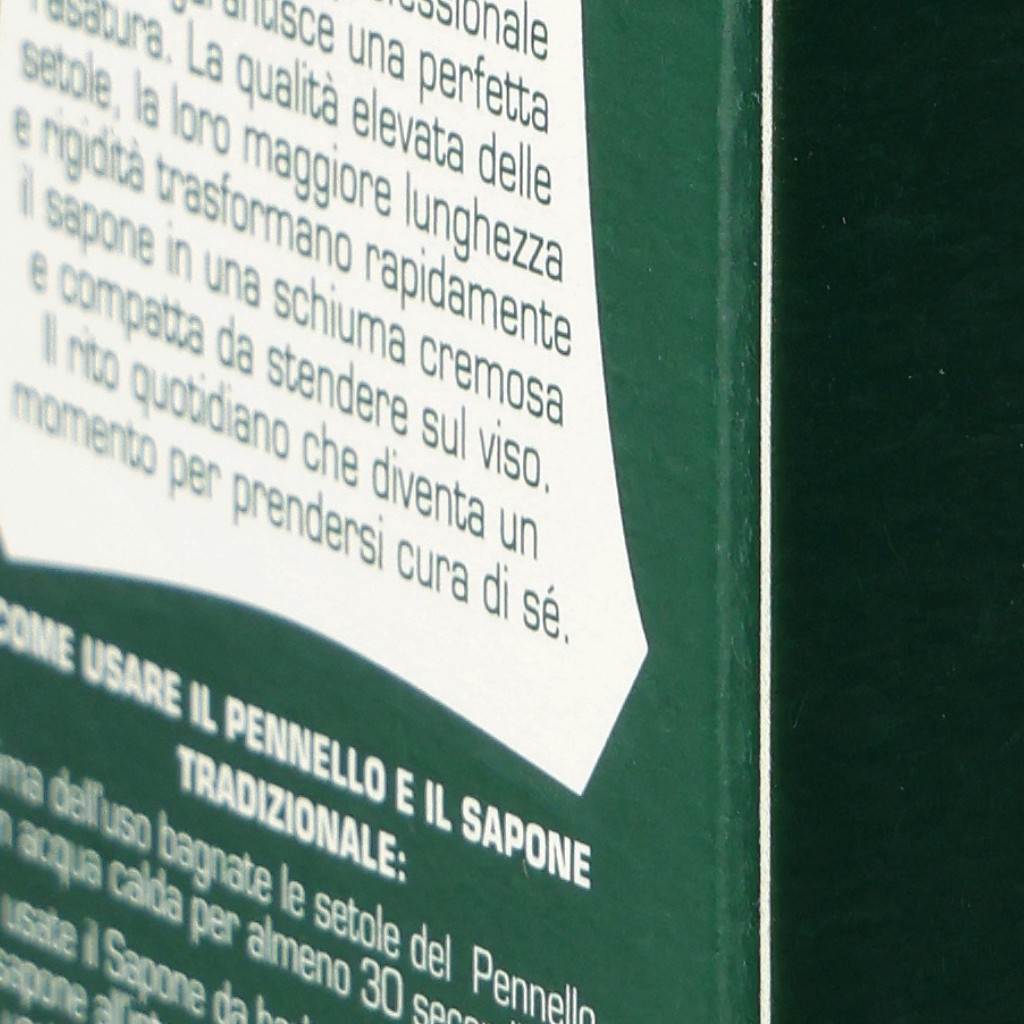 una perfetta
rasatura. La qualità elevata delle
setole, la loro maggiore lunghezza
e rigidità trasformano rapidamente
il sapone in una schiuma cremosa
e compatta da stendere sul viso.
Il rito quotidiano che diventa un
momento per prendersi cura di sé.
COME USARE IL PENNELLO E IL SAPONE
TRADIZIONALE:
dell'uso bagnate le setole del Pennello
acqua calda per almeno 30
usate il Sapone da
sapone